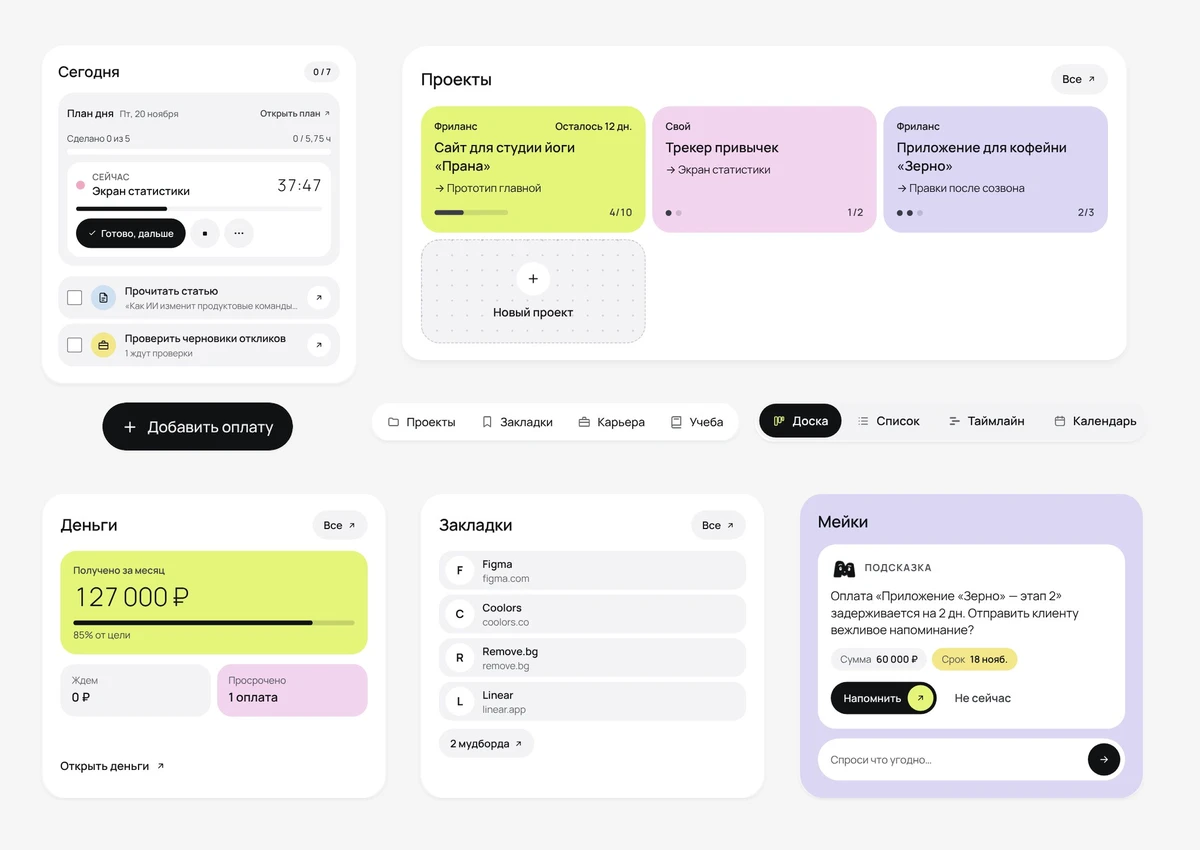 Сегодня
0 / 7
План дня Пт, 20 ноября
Открыть план ↗
Сделано 0 из 5
0 / 5,75 ч
СЕЙЧАС
Экран статистики
37:47
Готово, дальше
Прочитать статью
«Как ИИ изменит продуктовые команды...
Проверить черновики откликов
1 ждут проверки
+ Добавить оплату
Проекты
Все ↗
Фриланс
Осталось 12 дн.
Сайт для студии йоги
«Прана»
→ Прототип главной
4/10
Свой
Трекер привычек
→ Экран статистики
1/2
Фриланс
Приложение для кофейни
«Зерно»
→ Правки после созвона
2/3
+
Новый проект
Проекты
Закладки
Карьера
Учеба
Доска
Список
Таймлайн
Календарь
Деньги
Все ↗
Получено за месяц
127 000 ₽
85% от цели
Ждем
0 ₽
Просрочено
1 оплата
Открыть деньги ↗
Закладки
Все ↗
F
Figma
figma.com
C
Coolors
coolors.co
R
Remove.bg
remove.bg
L
Linear
linear.app
2 мудборда ↗
Мейки
ПОДСКАЗКА
Оплата «Приложение «Зерно» — этап 2»
задерживается на 2 дн. Отправить клиенту
вежливое напоминание?
Сумма 60 000 ₽
Срок 18 нояб.
Напомнить ↗
Не сейчас
Спроси что угодно...